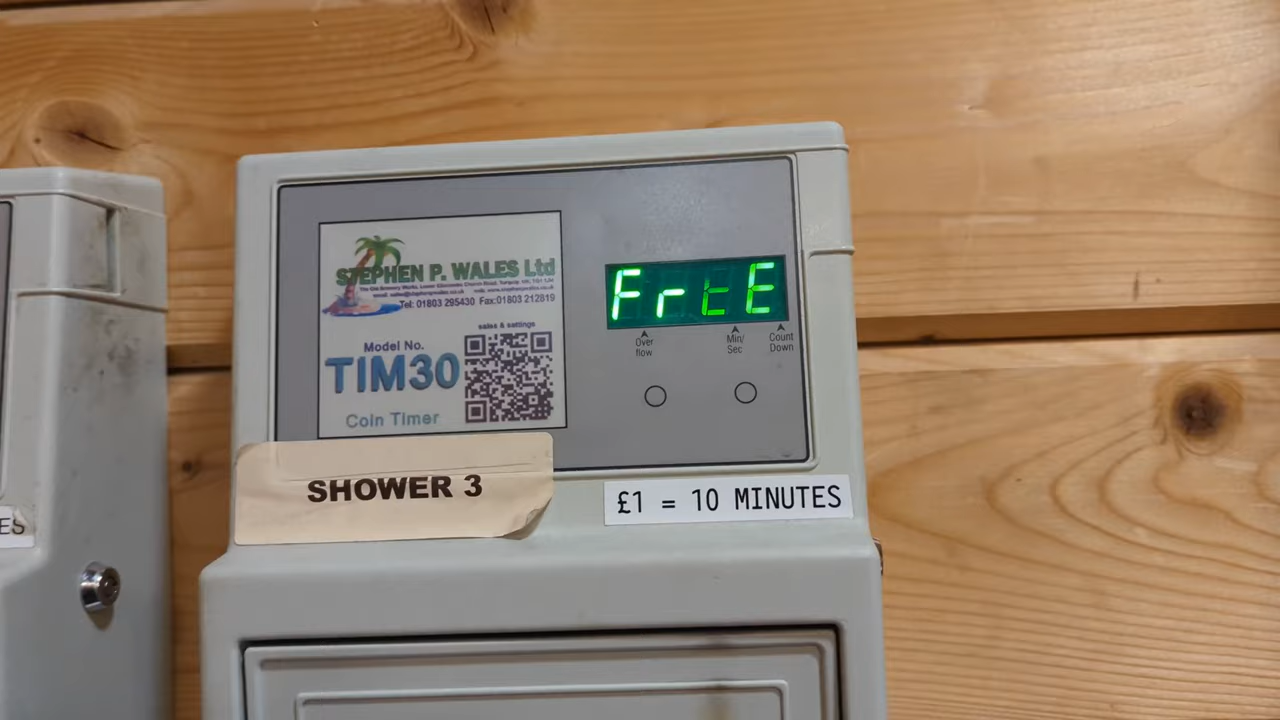 STEPHEN P. WALES Ltd
Tel: 01803 295430 Fax:01803 212819
sales & settings
Model No.
TIM30
Coin Timer
FrEE
Over
flow
Min/
Sec
Count
Down
SHOWER 3
£1 = 10 MINUTES
ES